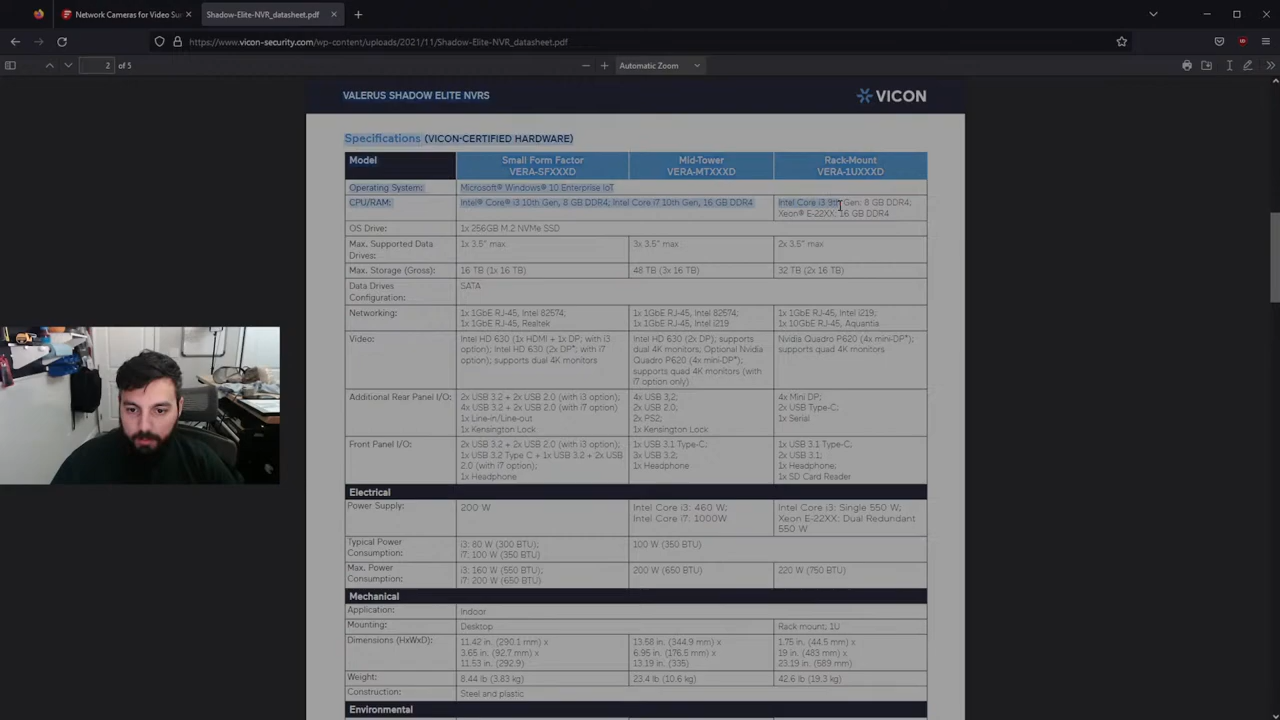 Network Cameras for Video Su
Shadow-Elite-NVR_datasheet.pdf
https://www.vicon-security.com/wp-content/uploads/2021/11/Shadow-Elite-NVR_datasheet.pdf
2 of 5
Automatic Zoom
VALERUS SHADOW ELITE NVRS
VICON
Specifications (VICON-CERTIFIED HARDWARE)
Model
Small Form Factor
VERA-SFXXXD
Mid-Tower
VERA-MTXXXD
Rack-Mount
VERA-1UXXXD
Operating System:
Microsoft® Windows® 10 Enterprise IoT
CPU/RAM:
Intel® Core® i3 10th Gen, 8 GB DDR4; Intel Core i7 10th Gen, 16 GB DDR4
Intel Core i3 9th Gen: 8 GB DDR4;
Xeon® E-22XX: 16 GB DDR4
OS Drive:
1x 256GB M.2 NVMe SSD
Max. Supported Data
Drives:
1x 3.5" max.
3x 3.5" max
2x 3.5" max
Max. Storage (Gross):
16 TB (1x 16 TB)
48 TB (3x 16 TB)
32 TB (2x 16 TB)
Data Drives
Configuration:
SATA
Networking:
1x 1GbE RJ-45, Intel 82574;
1x 1GbE RJ-45, Realtek
1x 1GbE RJ-45, Intel 82574;
1x 1GbE RJ-45, Intel i219
1x 1GbE RJ-45, Intel i219;
1x 10GbE RJ-45, Aquantia
Video:
Intel HD 630 (1x HDMI + 1x DP; with i3
option); Intel HD 630 (2x DP*; with i7
option); supports dual 4K monitors
Intel HD 630 (2x DP); supports
dual 4K monitors, Optional Nvidia
Quadro P620 (4x mini-DP*);
supports quad 4K monitors (with
i7 option only)
Nvidia Quadro P620 (4x mini-DP*);
supports quad 4K monitors
Additional Rear Panel I/O:
2x USB 3.2 + 2x USB 2.0 (with i3 option)
4x USB 3.2 + 2x USB 2.0 (with i7 option)
1x Line-in/Line-out
1x Kensington Lock
4x USB 3.2;
2x USB 2.0;
2x PS2;
1x Kensington Lock
4x Mini DP;
2x USB Type-C;
1x Serial
Front Panel I/O:
2x USB 3.2 + 2x USB 2.0 (with i3 option);
1x USB 3.2 Type C + 1x USB 3.2 + 2x USB
2.0 (with i7 option);
1x Headphone
1x USB 3.1 Type-C;
3x USB 3.2;
1x Headphone
1x USB 3.1 Type-C;
2x USB 3.1;
1x Headphone;
1x SD Card Reader
Electrical
Power Supply:
200 W
Intel Core i3: 460 W;
Intel Core i7: 1000W
Intel Core i3: Single 550 W;
Xeon E-22XX: Dual Redundant
550 W
Typical Power
Consumption:
i3: 80 W (300 BTU)
i7: 100 W (350 BTU)
100 W (350 BTU)
Max. Power
Consumption:
i3: 160 W (550 BTU);
i7: 200 W (650 BTU)
200 W (650 BTU)
220 W (750 BTU)
Mechanical
Application:
Indoor
Mounting:
Desktop
Rack mount; 1U
Dimensions (HxWxD):
11.42 in. (290.1 mm) x
3.65 in. (92.7 mm) x
11.53 in. (292.9)
13.58 in. (344.9 mm) x
6.95 in. (176.5 mm) x
13.19 in. (335)
1.75 in. (44.5 mm) x
19 in. (483 mm) x
23.19 in. (589 mm)
Weight:
8.44 lb (3.83 kg)
23.4 lb (10.6 kg)
42.6 lb (19.3 kg)
Construction:
Steel and plastic
Environmental